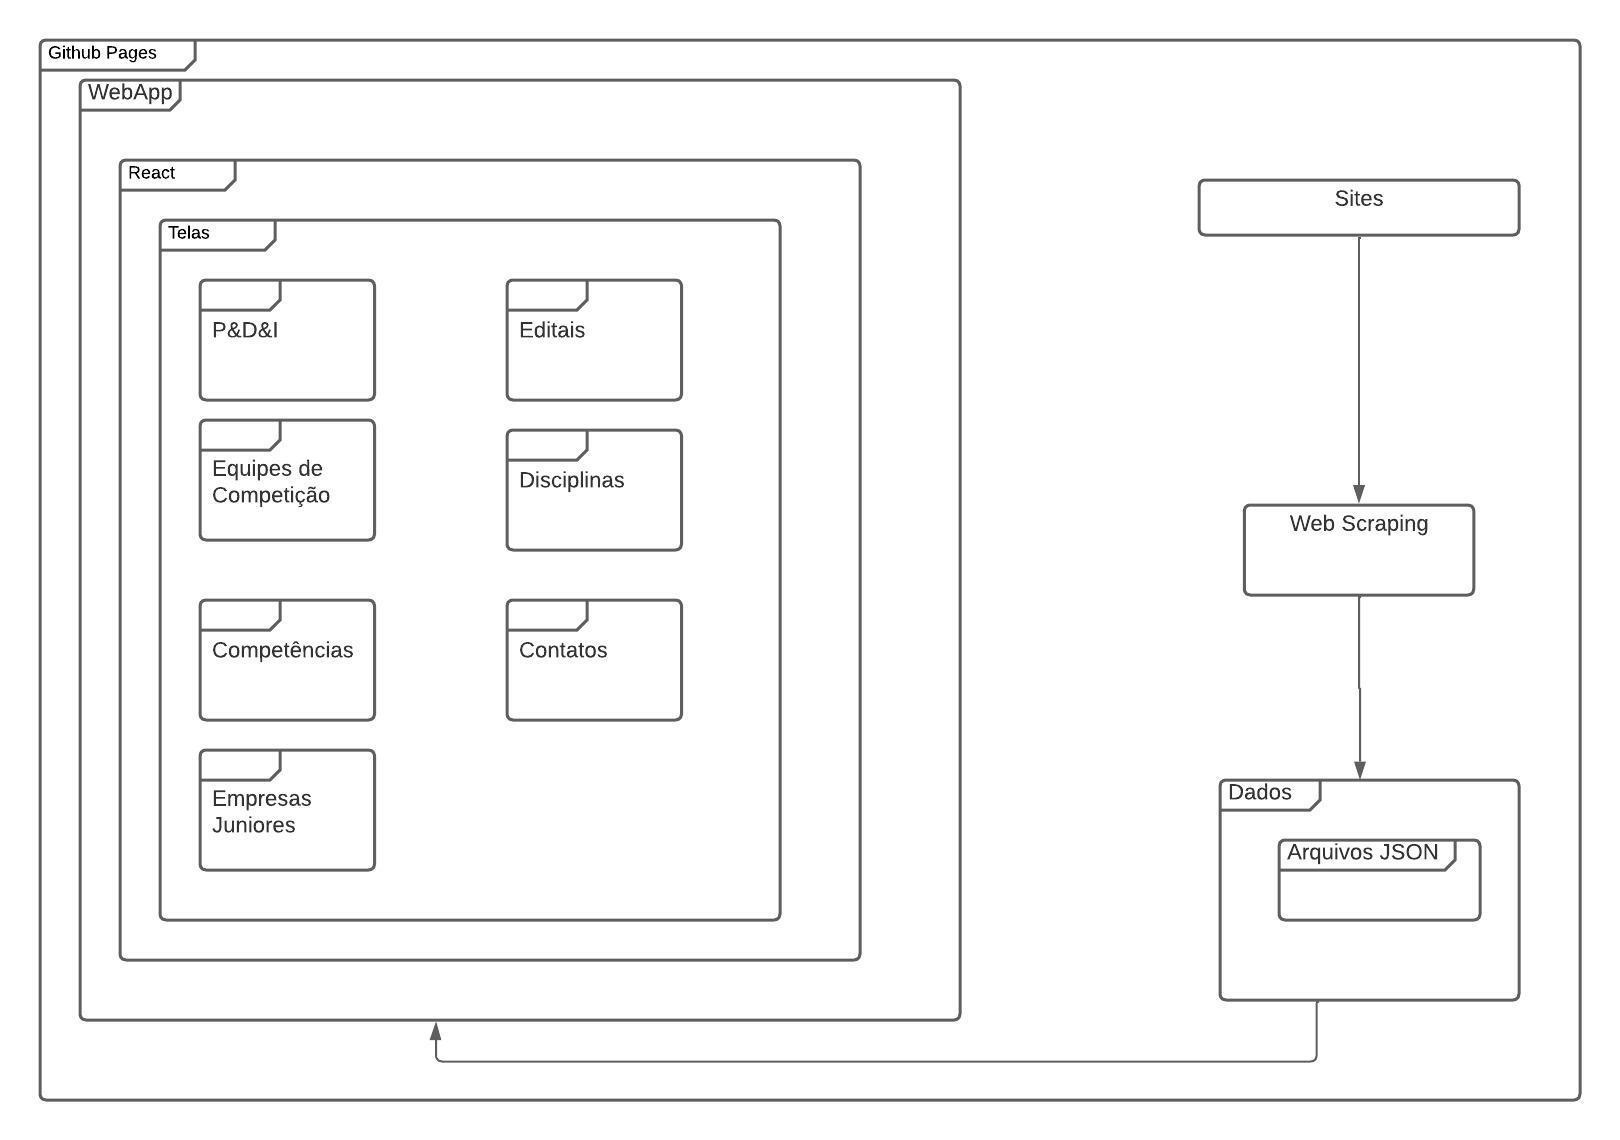 Github Pages
WebApp
React
Telas
P&D&I
Editais
Equipes de
Competição
Disciplinas
Competências
Contatos
Empresas
Juniores
Sites
Web Scraping
Dados
Arquivos JSON